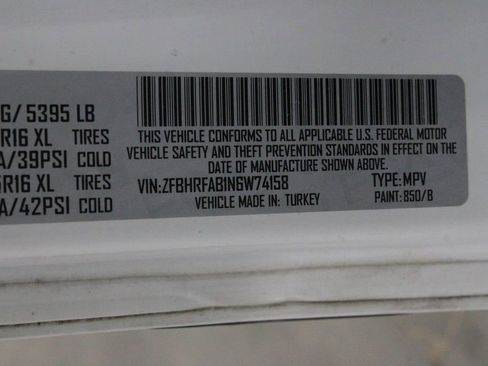 G/ 5395 LB
R16 XL TIRES
A/39PSI COLD
5R16 XL TIRES
A/42PSI COLD
THIS VEHICLE CONFORMS TO ALL APPLICABLE U.S. FEDERAL MOTOR
VEHICLE SAFETY AND THEFT PREVENTION STANDARDS IN EFFECT ON THE
DATE OF MANUFACTURE SHOWN ABOVE.
VIN:ZFBHRFAB1N6W74158 TYPE:MPV
VEHICLE MADE IN: TURKEY PAINT: 850/B